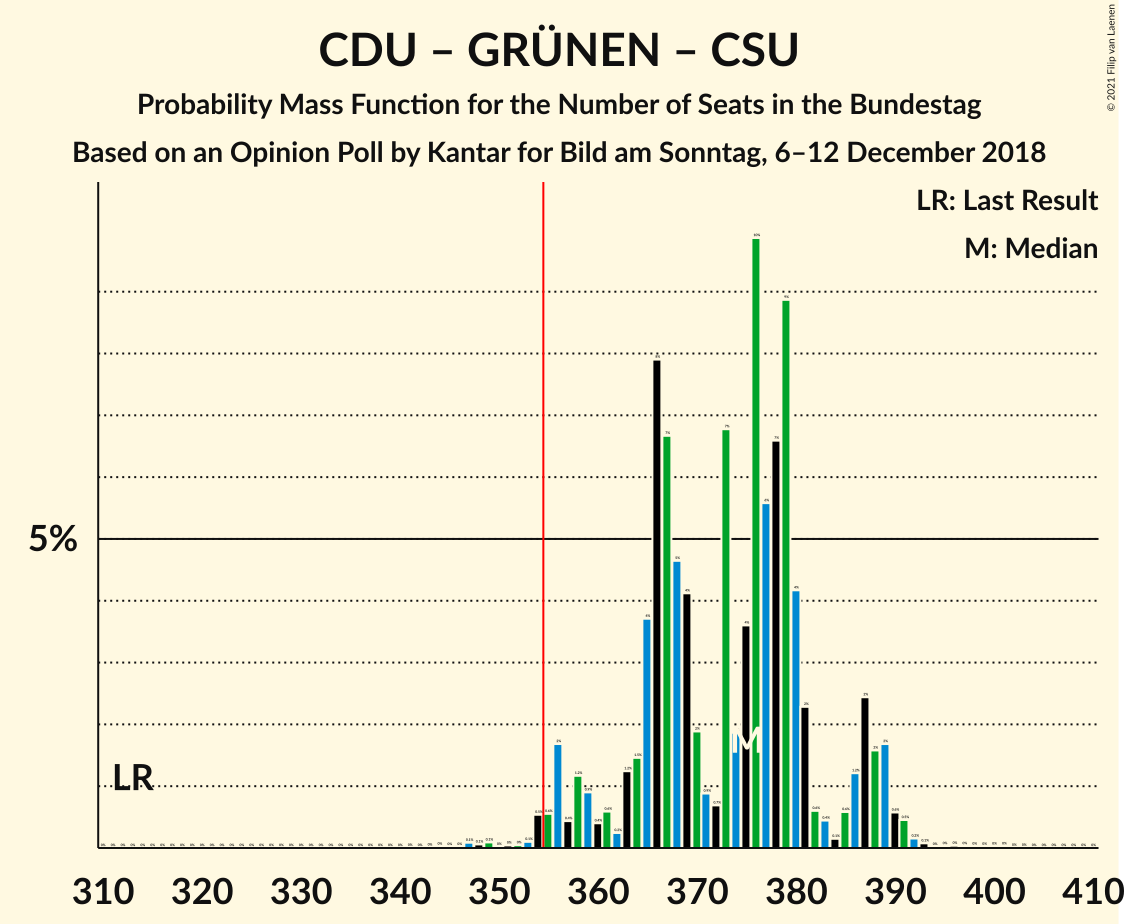 CDU – GRÜNEN – CSU
Probability Mass Function for the Number of Seats in the Bundestag
Based on an Opinion Poll by Kantar for Bild am Sonntag, 6–12 December 2018
© 2021 Filip van Laenen
LR: Last Result
M: Median
5%
LR
M
310 320 330 340 350 360 370 380 390 400 410